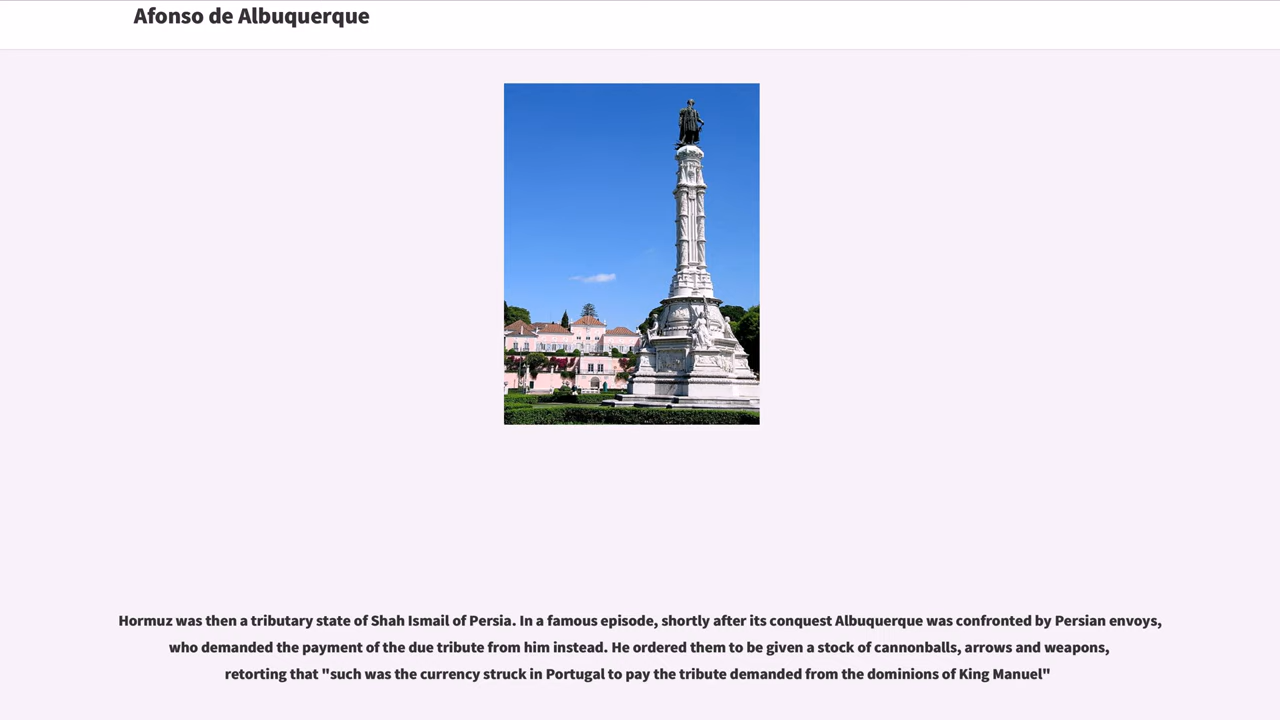 Afonso de Albuquerque
Hormuz was then a tributary state of Shah Ismail of Persia. In a famous episode, shortly after its conquest Albuquerque was confronted by Persian envoys,
who demanded the payment of the due tribute from him instead. He ordered them to be given a stock of cannonballs, arrows and weapons,
retorting that "such was the currency struck in Portugal to pay the tribute demanded from the dominions of King Manuel"